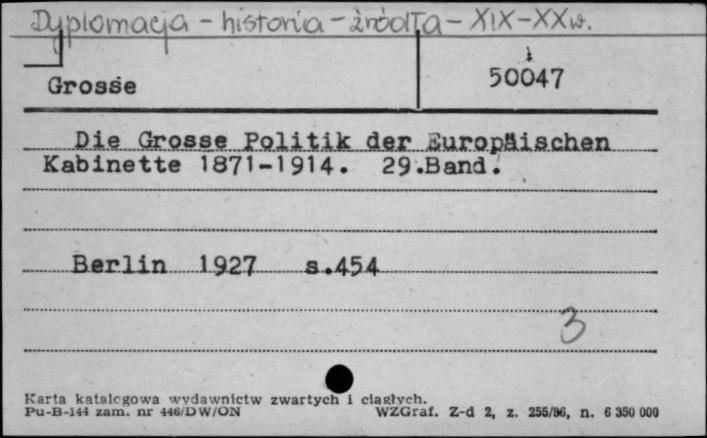 Dyplomacja - historia - źródła - XIX-XXw.
Grosse 50047
Die Grosse Politik der Europäischen
Kabinette 1871-1914. 29.Band.
Berlin 1927 s.454
3
Karta katalogowa wydawnictw zwartych i ciągłych.
Pu-B-144 zam. nr 446/DW/ON WZGraf. Z-d 2, z. 255/86, n. 6 350 000